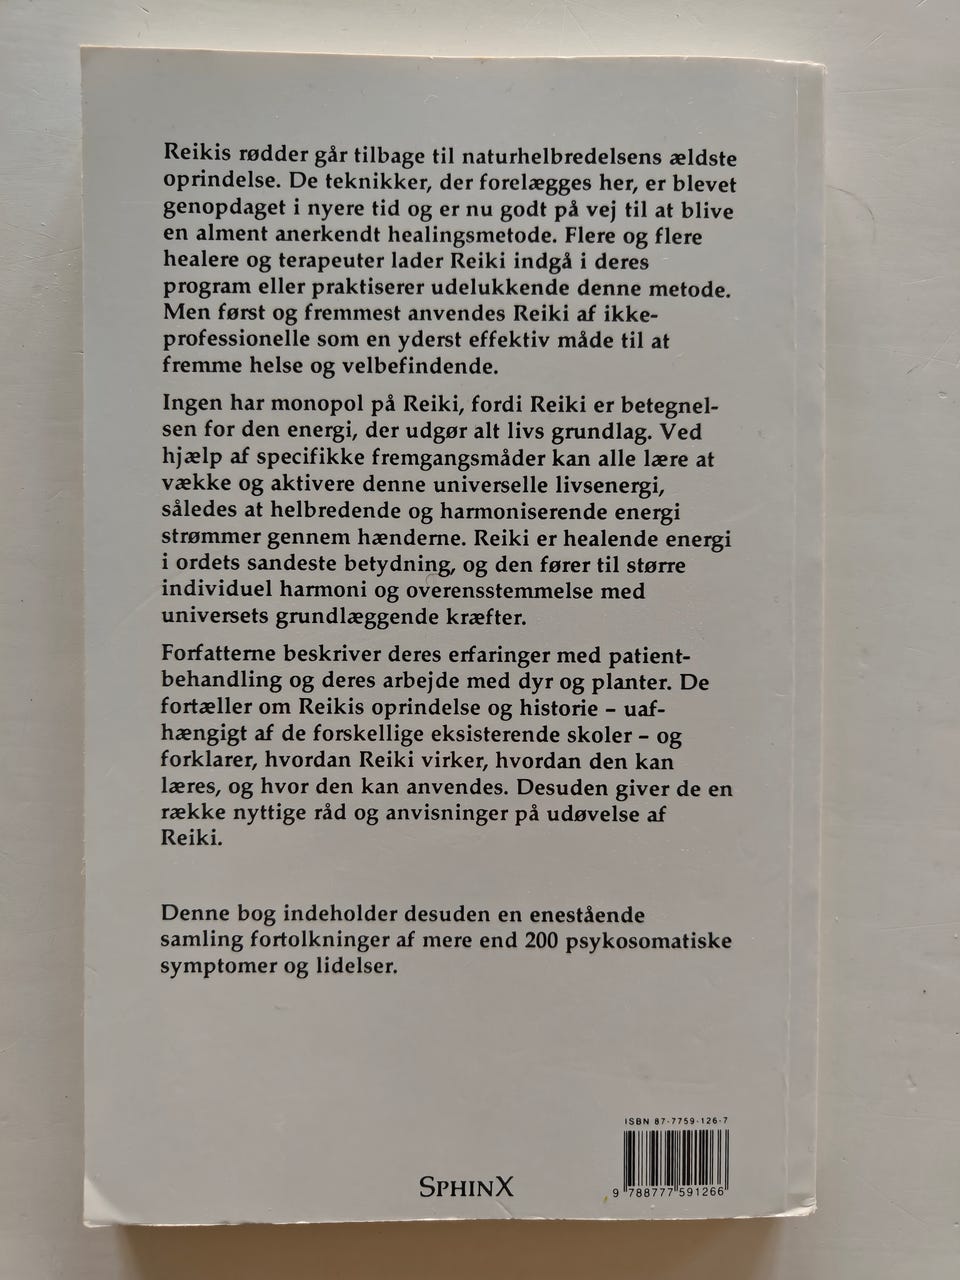 Reikis rødder går tilbage til naturhelbredelsens ældste
oprindelse. De teknikker, der forelægges her, er blevet
genopdaget i nyere tid og er nu godt på vej til at blive
en alment anerkendt healingsmetode. Flere og flere
healere og terapeuter lader Reiki indgå i deres
program eller praktiserer udelukkende denne metode.
Men først og fremmest anvendes Reiki af ikke-
professionelle som en yderst effektiv måde til at
fremme helse og velbefindende.
Ingen har monopol på Reiki, fordi Reiki er betegnel-
sen for den energi, der udgør alt livs grundlag. Ved
hjælp af specifikke fremgangsmåder kan alle lære at
vække og aktivere denne universelle livsenergi,
således at helbredende og harmoniserende energi
strømmer gennem hænderne. Reiki er healende energi
i ordets sandeste betydning, og den fører til større
individuel harmoni og overensstemmelse med
universets grundlæggende kræfter.
Forfatterne beskriver deres erfaringer med patient-
behandling og deres arbejde med dyr og planter. De
fortæller om Reikis oprindelse og historie – uaf-
hængigt af de forskellige eksisterende skoler – og
forklarer, hvordan Reiki virker, hvordan den kan
læres, og hvor den kan anvendes. Desuden giver de en
række nyttige råd og anvisninger på udøvelse af
Reiki.
Denne bog indeholder desuden en enestående
samling fortolkninger af mere end 200 psykosomatiske
symptomer og lidelser.
ISBN 87-7759-126-7
SPHINX
9 788777 591266